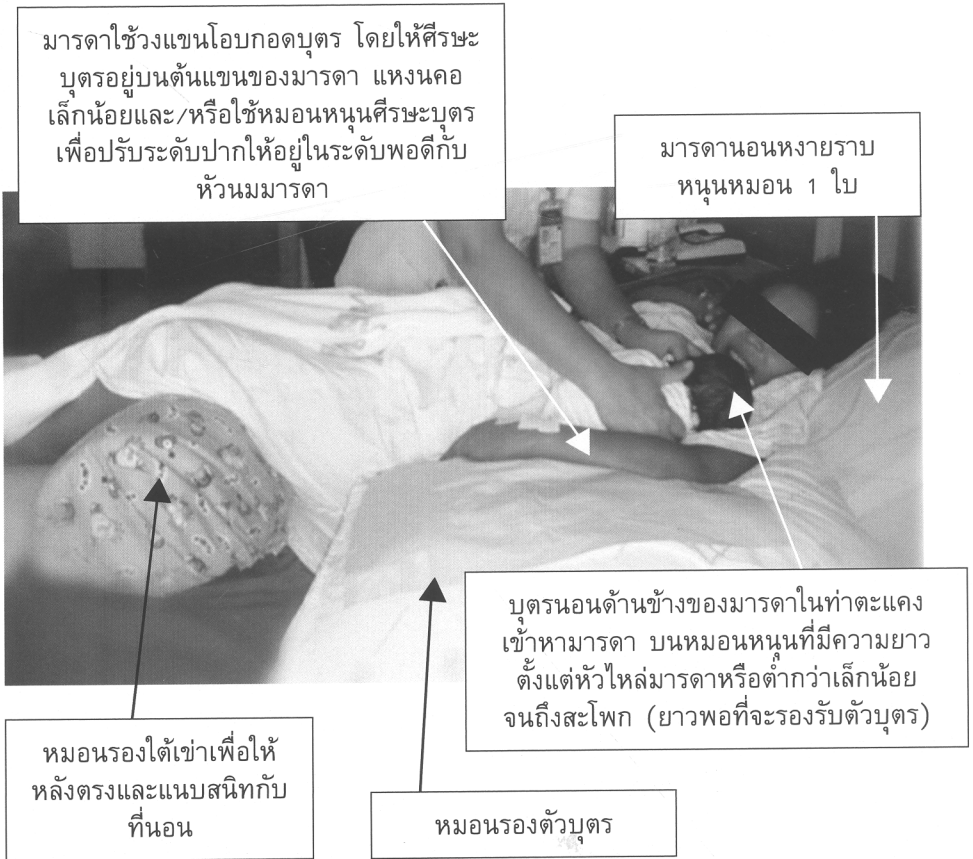 มารดาใช้วงแขนโอบกอดบุตร โดยให้ศีรษะ
บุตรอยู่บนต้นแขนของมารดา แหงนคอ
เล็กน้อยและ/หรือใช้หมอนหนุนศีรษะบุตร
เพื่อปรับระดับปากให้อยู่ในระดับพอดีกับ
หัวนมมารดา
มารดานอนหงายราบ
หนุนหมอน 1 ใบ
บุตรนอนด้านข้างของมารดาในท่าตะแคง
เข้าหามารดา บนหมอนหนุนที่มีความยาว
ตั้งแต่หัวไหล่มารดาหรือต่ำกว่าเล็กน้อย
จนถึงสะโพก (ยาวพอที่จะรองรับตัวบุตร)
หมอนรองใต้เข่าเพื่อให้
หลังตรงและแนบสนิทกับ
ที่นอน
หมอนรองตัวบุตร